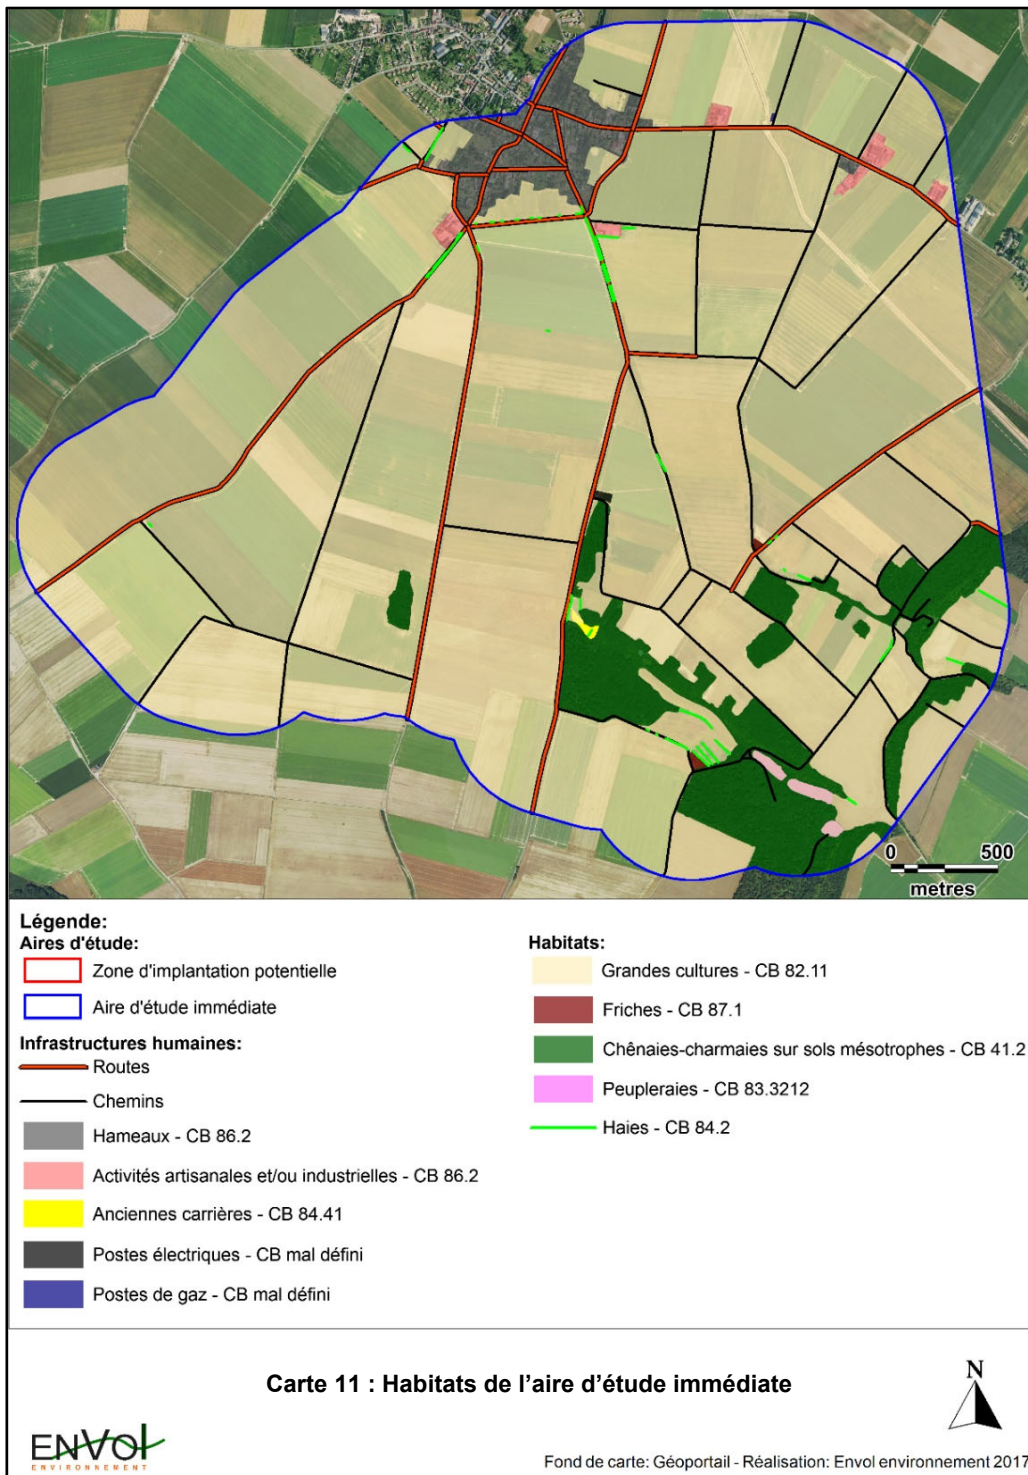 0 500
metres
Légende:
Aires d'étude:
Zone d'implantation potentielle
Aire d'étude immédiate
Infrastructures humaines:
Routes
Chemins
Hameaux - CB 86.2
Activités artisanales et/ou industrielles - CB 86.2
Anciennes carrières - CB 84.41
Postes électriques - CB mal défini
Postes de gaz - CB mal défini
Habitats:
Grandes cultures - CB 82.11
Friches - CB 87.1
Chênaies-charmaies sur sols mésotrophes - CB 41.2
Peupleraies - CB 83.3212
Haies - CB 84.2
Carte 11 : Habitats de l'aire d'étude immédiate
N
ENVOL
ENVIRONNEMENT
Fond de carte: Géoportail - Réalisation: Envol environnement 2017